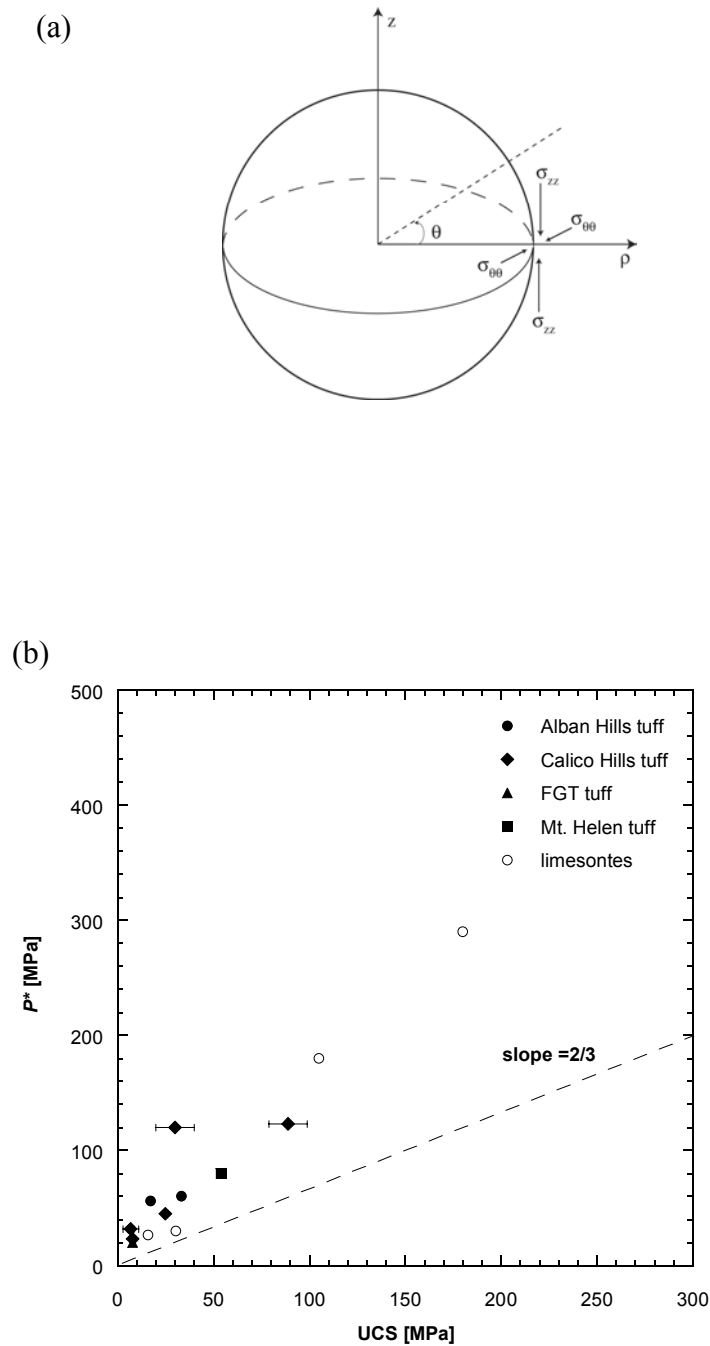 (a)
z
σzz
σθθ
θ
σθθ
ρ
σzz
(b)
500
400
300
200
100
0
P* [MPa]
Alban Hills tuff
Calico Hills tuff
FGT tuff
Mt. Helen tuff
limesontes
slope =2/3
0 50 100 150 200 250 300
UCS [MPa]